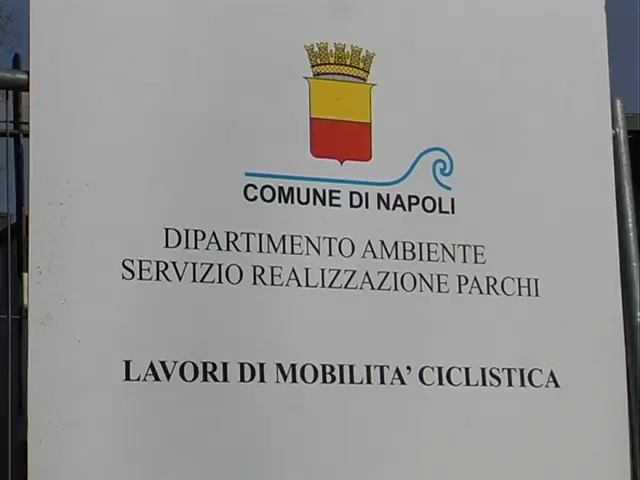 COMUNE DI NAPOLI
DIPARTIMENTO AMBIENTE
SERVIZIO REALIZZAZIONE PARCHI
LAVORI DI MOBILITA' CICLISTICA